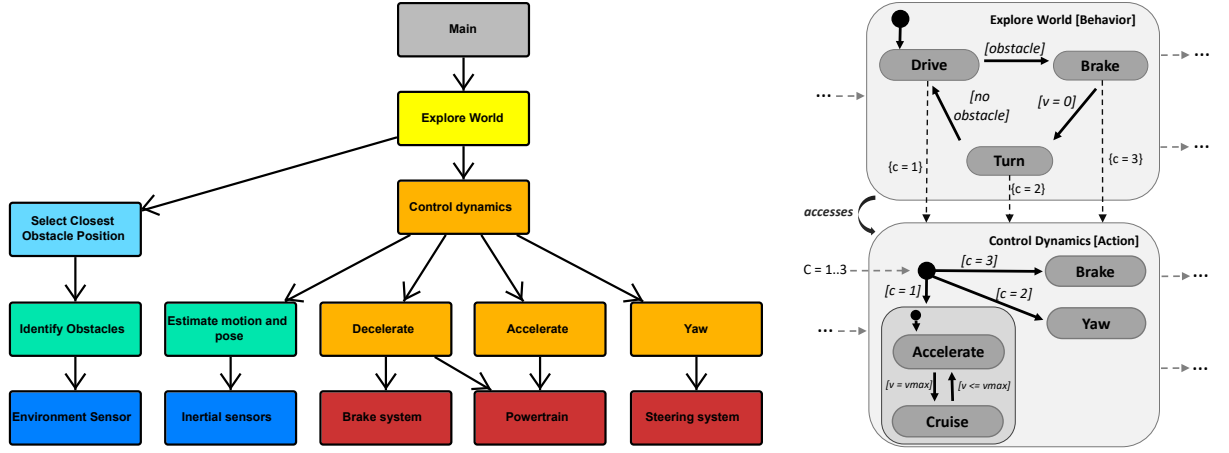 Main
Explore World
Control dynamics
Select Closest
Obstacle Position
Identify Obstacles
Estimate motion and
pose
Decelerate
Accelerate
Yaw
Environment Sensor
Inertial sensors
Brake system
Powertrain
Steering system
Explore World [Behavior]
[obstacle]
Drive
Brake
...
...
[no
obstacle]
[v = 0]
...
Turn
{c = 1}
{c = 3}
{c = 2}
accesses
Control Dynamics [Action]
C = 1..3
[c = 3]
Brake
...
[c = 1]
[c = 2]
Yaw
...
Accelerate
...
[v = vmax]
[v <= vmax]
Cruise